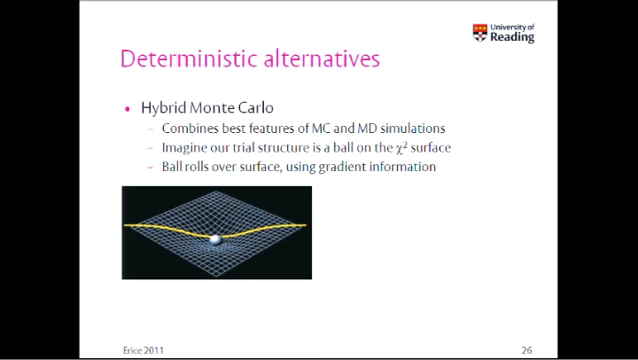 University of
Reading
Deterministic alternatives
• Hybrid Monte Carlo
– Combines best features of MC and MD simulations
– Imagine our trial structure is a ball on the χ² surface
– Ball rolls over surface, using gradient information
Erice 2011
26